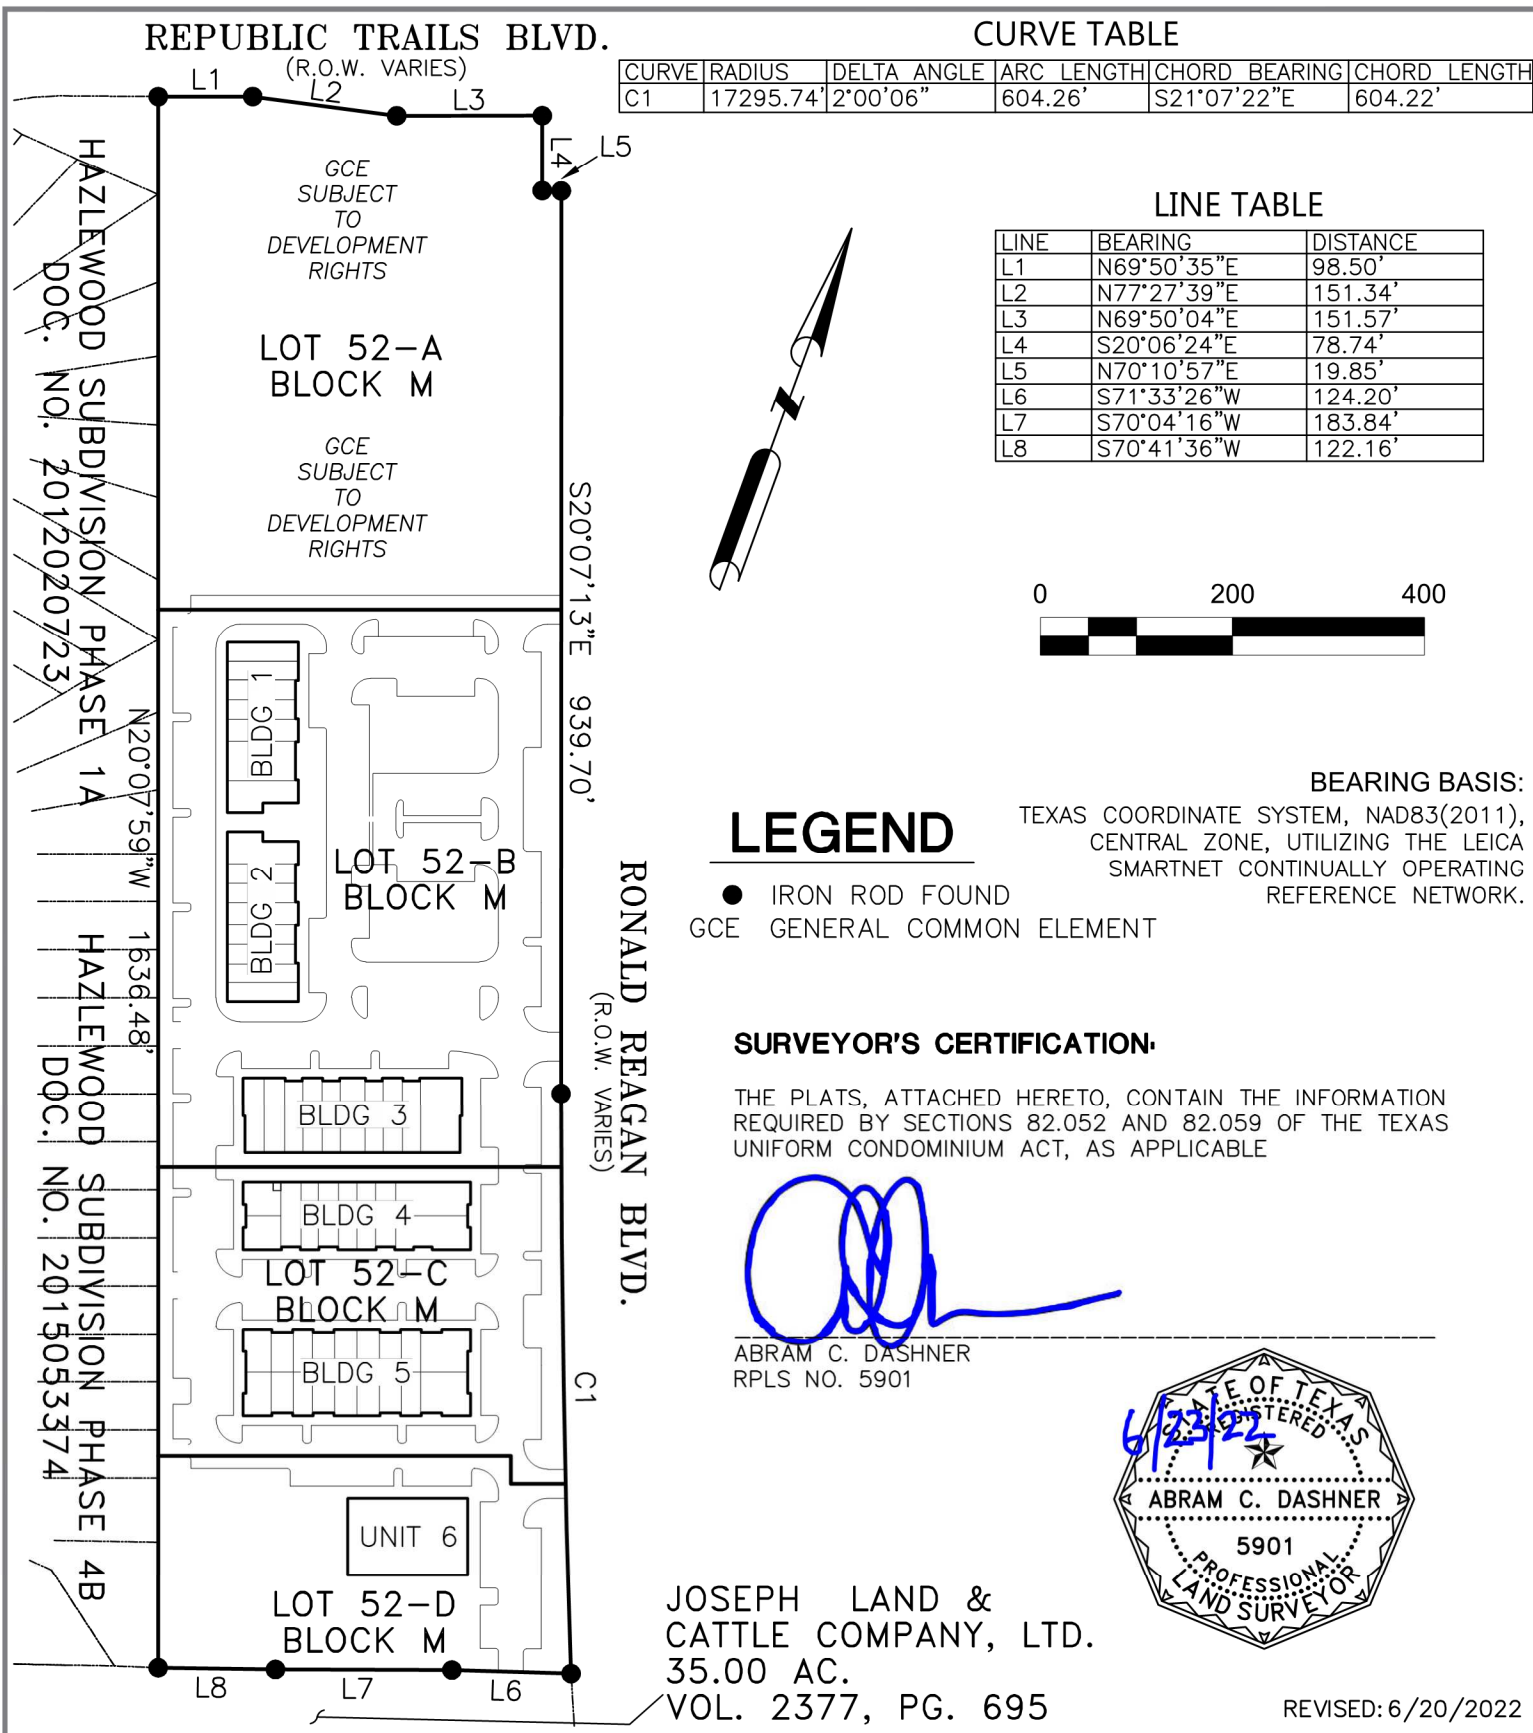 REPUBLIC TRAILS BLVD.
(R.O.W. VARIES)
L1
L2
L3
L4
L5
CURVE TABLE
CURVE RADIUS DELTA ANGLE ARC LENGTH CHORD BEARING CHORD LENGTH
C1 17295.74' 2°00'06" 604.26' S21°07'22"E 604.22'
LINE TABLE
LINE BEARING DISTANCE
L1 N69°50'35"E 98.50'
L2 N77°27'39"E 151.34'
L3 N69°50'04"E 151.57'
L4 S20°06'24"E 78.74'
L5 N70°10'57"E 19.85'
L6 S71°33'26"W 124.20'
L7 S70°04'16"W 183.84'
L8 S70°41'36"W 122.16'
GCE
SUBJECT
TO
DEVELOPMENT
RIGHTS
LOT 52-A
BLOCK M
GCE
SUBJECT
TO
DEVELOPMENT
RIGHTS
HAZLEWOOD SUBDIVISION PHASE 1A
DOC. NO. 2012020723
S20°07'13"E 939.70'
N20°07'59"W 1636.48'
0 200 400
BLDG 1
BLDG 2
LOT 52-B
BLOCK M
BLDG 3
RONALD REAGAN BLVD.
(R.O.W. VARIES)
LEGEND
IRON ROD FOUND
GCE GENERAL COMMON ELEMENT
BEARING BASIS:
TEXAS COORDINATE SYSTEM, NAD83(2011),
CENTRAL ZONE, UTILIZING THE LEICA
SMARTNET CONTINUALLY OPERATING
REFERENCE NETWORK.
SURVEYOR'S CERTIFICATION:
THE PLATS, ATTACHED HERETO, CONTAIN THE INFORMATION
REQUIRED BY SECTIONS 82.052 AND 82.059 OF THE TEXAS
UNIFORM CONDOMINIUM ACT, AS APPLICABLE
ABRAM C. DASHNER
RPLS NO. 5901
HAZLEWOOD SUBDIVISION PHASE 4B
DOC. NO. 2015053374
BLDG 4
LOT 52-C
BLOCK M
BLDG 5
C1
UNIT 6
LOT 52-D
BLOCK M
L8
L7
L6
JOSEPH LAND &
CATTLE COMPANY, LTD.
35.00 AC.
VOL. 2377, PG. 695
STATE OF TEXAS
REGISTERED
6/23/22
ABRAM C. DASHNER
5901
PROFESSIONAL
LAND SURVEYOR
REVISED: 6/20/2022